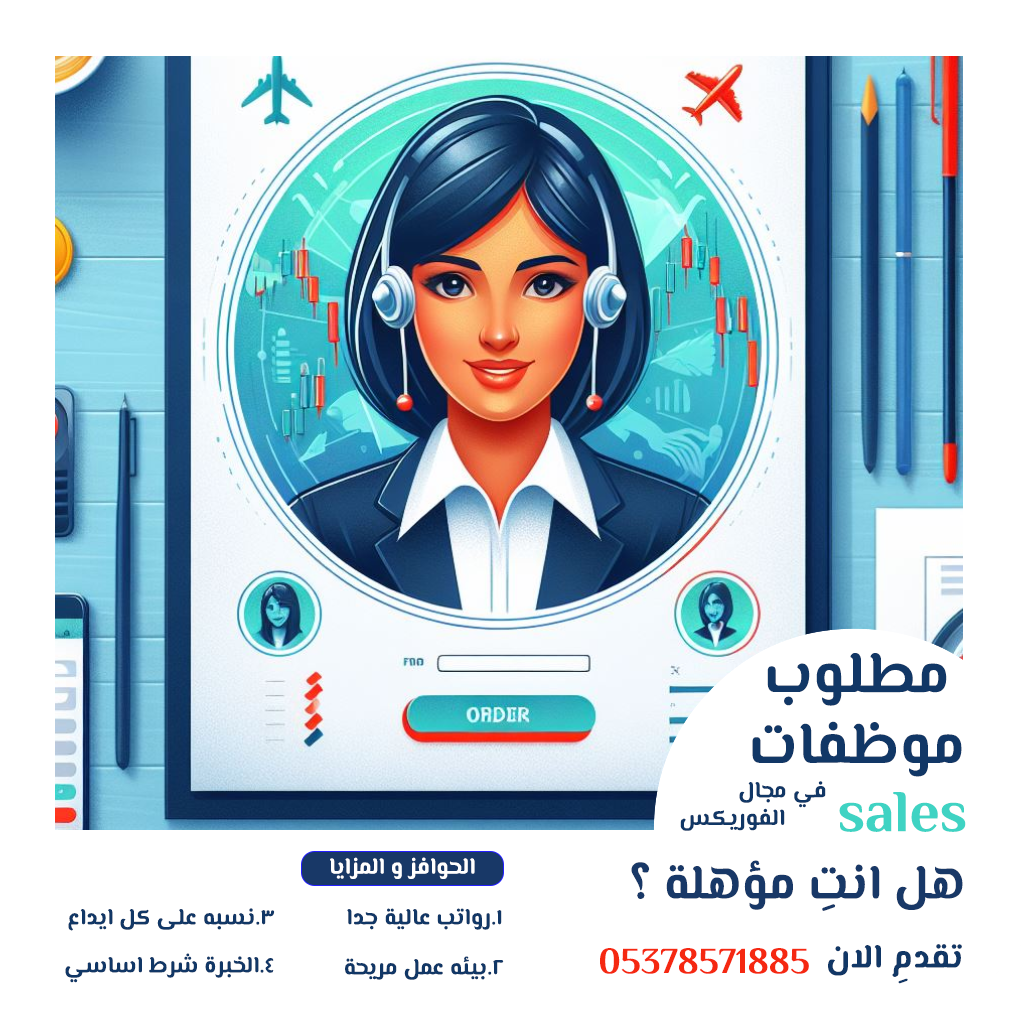 FRO
ORDER
مطلوب
موظفات
sales في مجال
الفوريكس
هل انتِ مؤهلة ؟
تقدمِ الان 05378571885
الحوافز و المزايا
١.رواتب عالية جدا
٢.بيئه عمل مريحة
٣.نسبه على كل ايداع
٤.الخبرة شرط اساسي